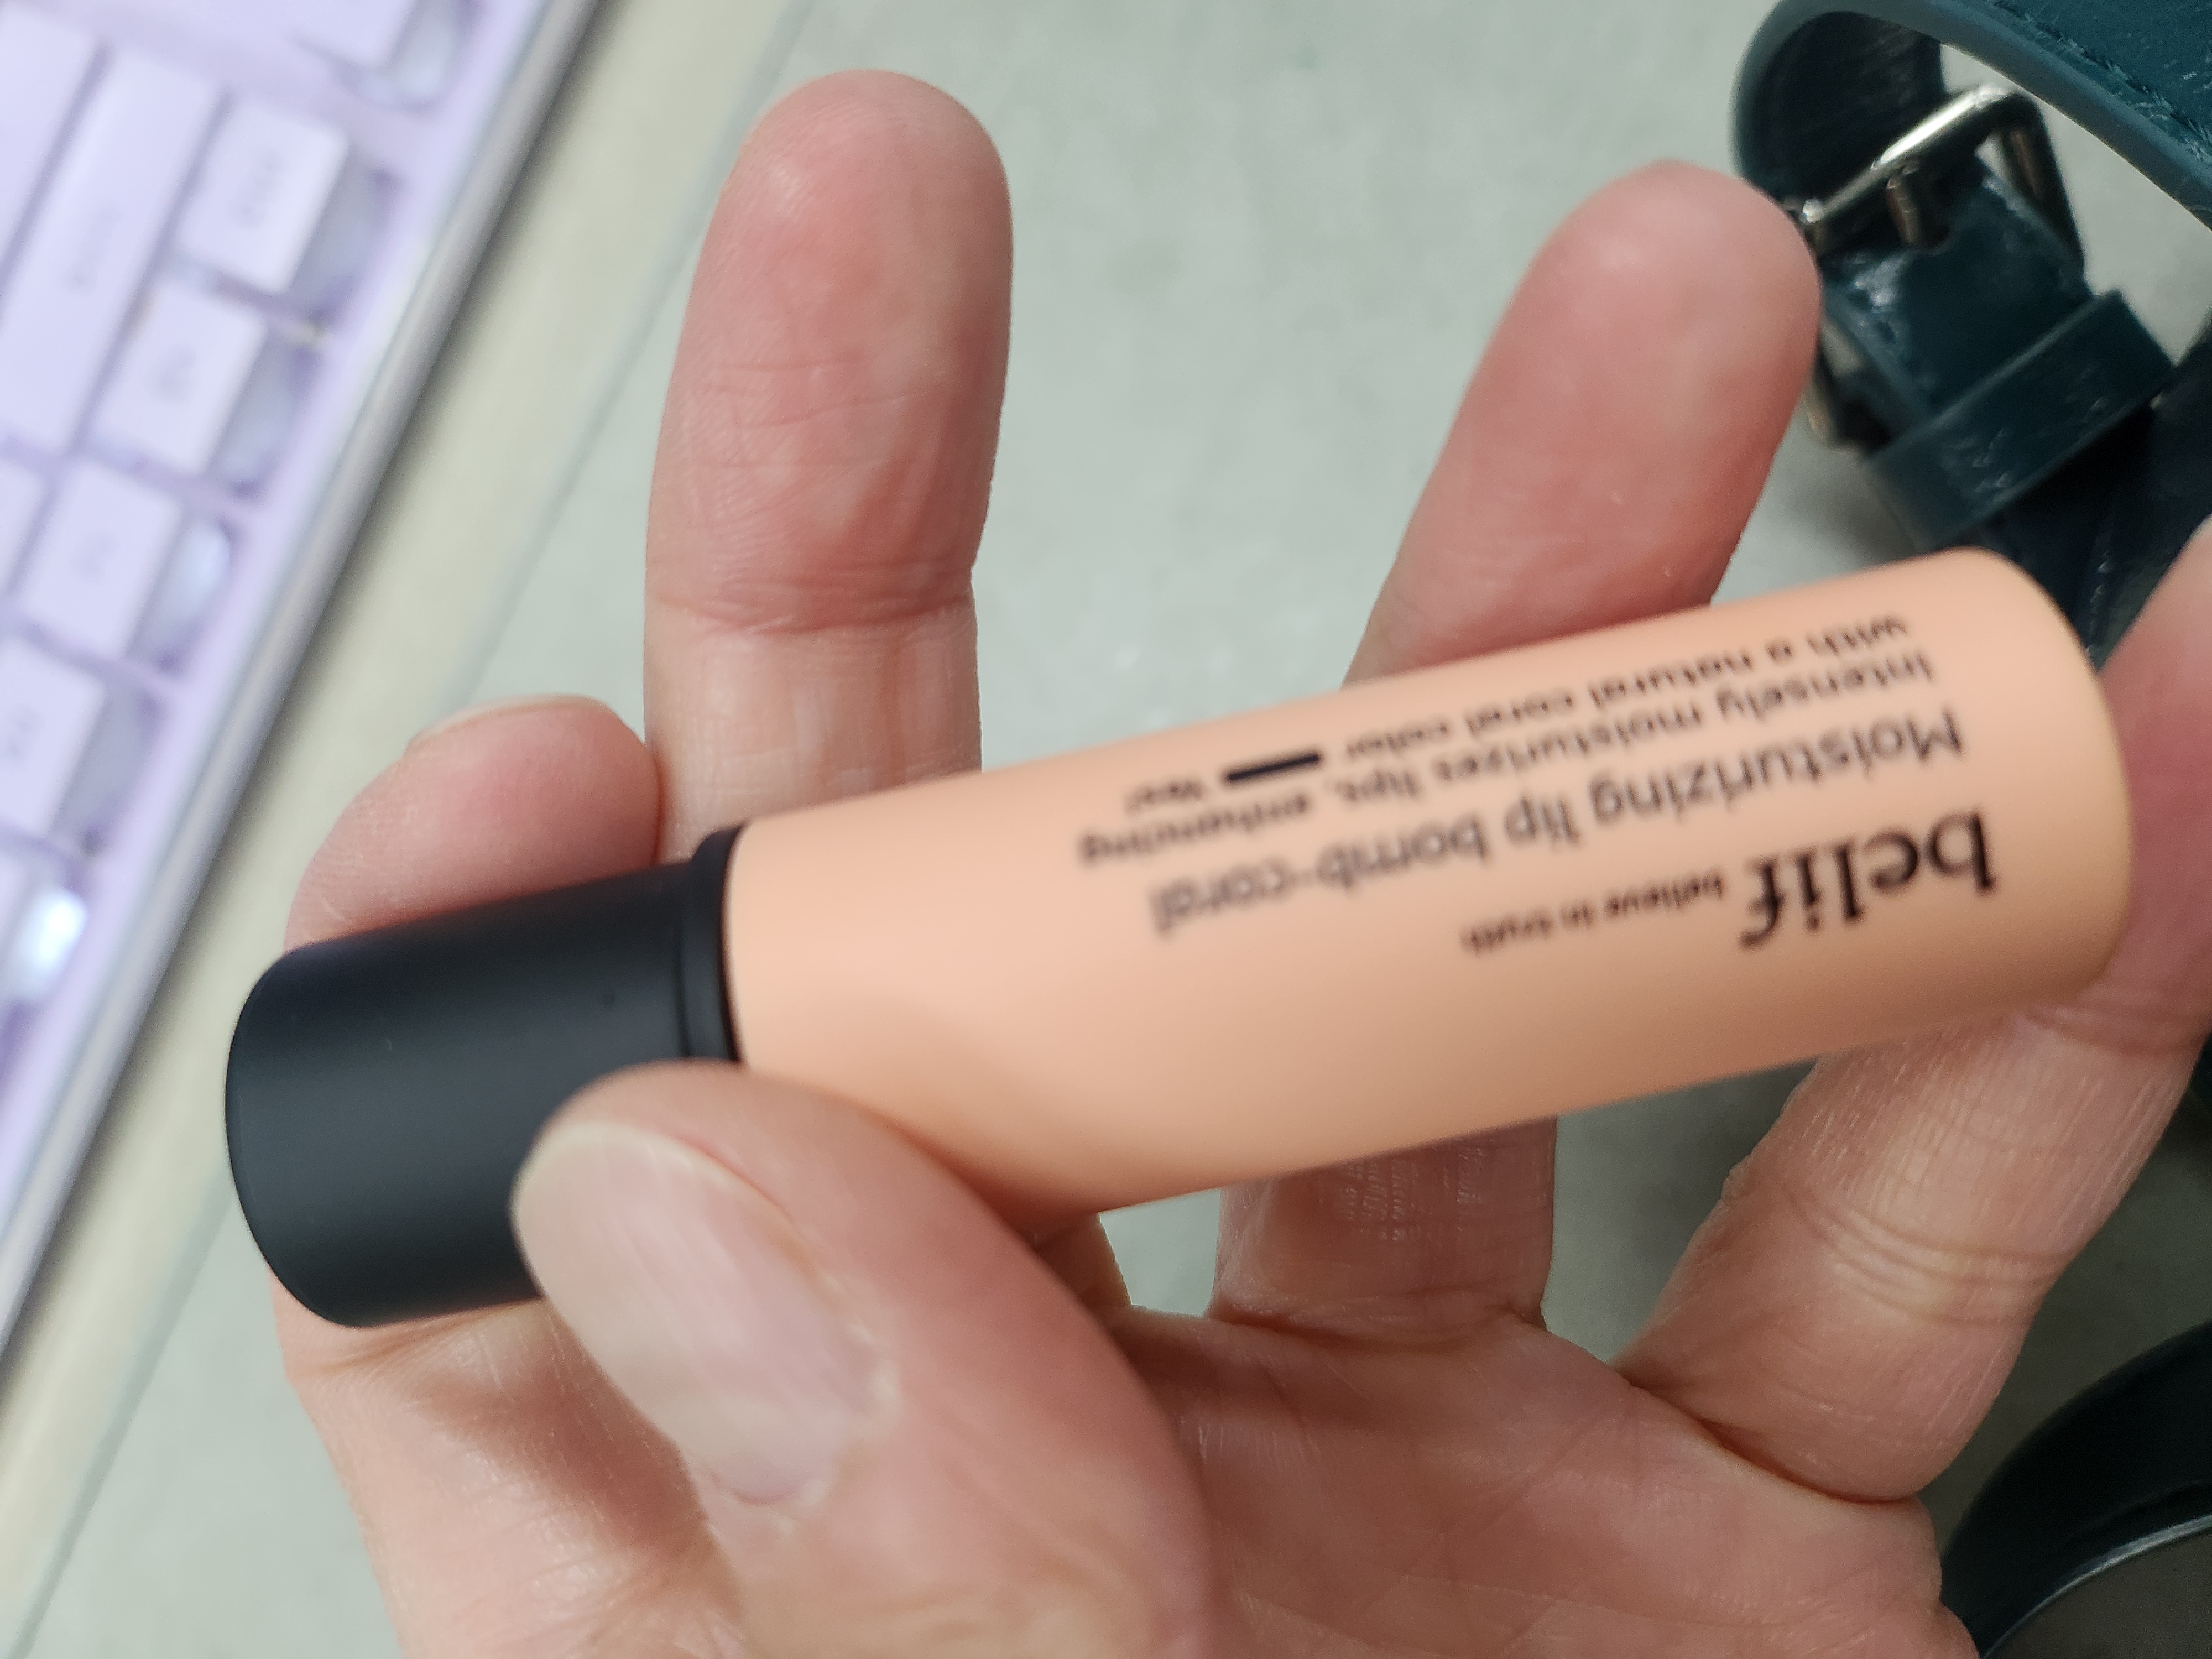 belif believe in truth
Moisturizing lip bomb-coral
Intensely moisturizes lips, enhancing
with a natural coral color